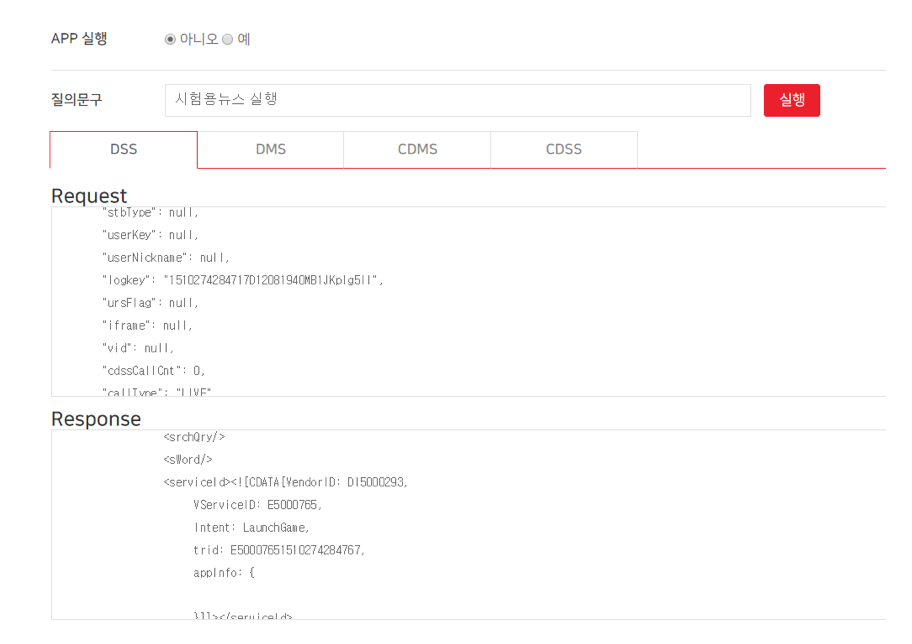 APP 실행
아니오 예
질의문구
시험용뉴스 실행
실행
DSS
DMS
CDMS
CDSS
Request
"stbType": null,
"userKey": null,
"userNickname": null,
"logkey": "1510274284717D12081940MB1JKplg5II",
"ursFlag": null,
"iframe": null,
"vid": null,
"cdssCallCnt": 0,
"callType": "LIVE"
Response
<srchQry/>
<sWord/>
<serviceId><![CDATA[VendorID: DI5000293,
VServiceID: E5000765,
Intent: LaunchGame,
trid: E50007651510274284767,
appInfo: {
}]]></serviceId>